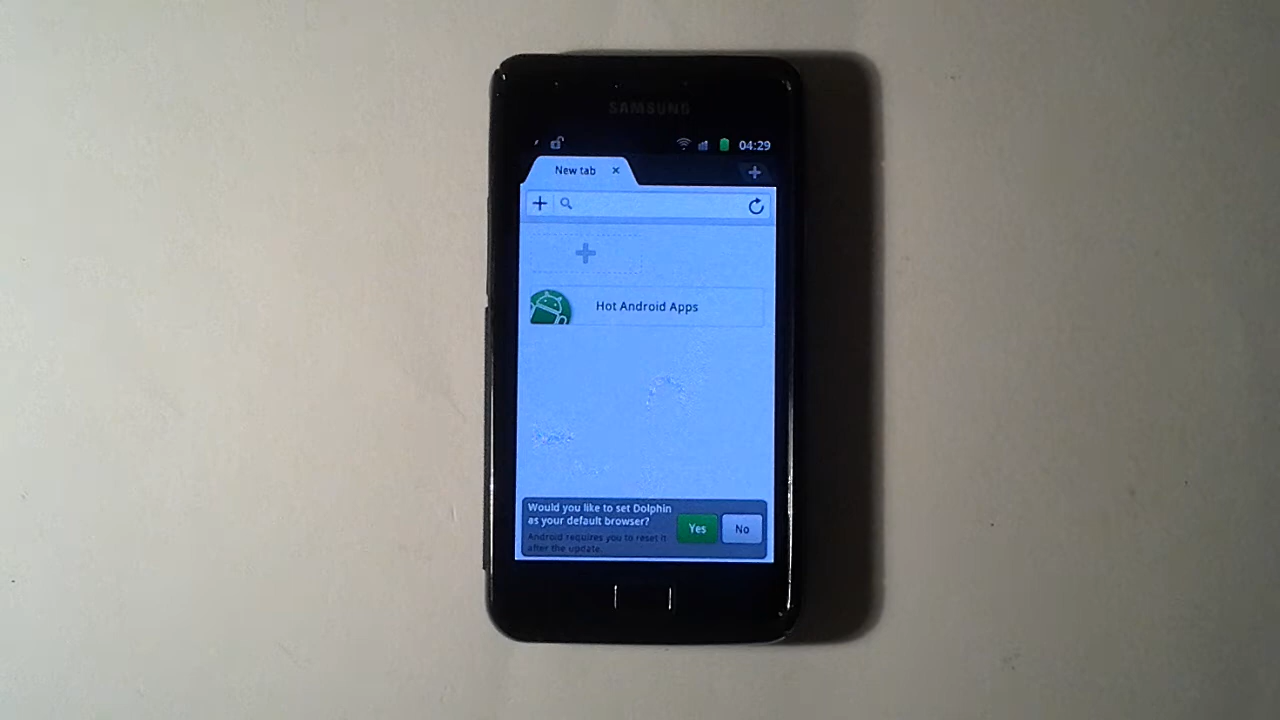 SAMSUNG
04:29
New tab
Hot Android Apps
Would you like to set Dolphin
as your default browser?
Android requires you to reset it
after the update.
Yes
No